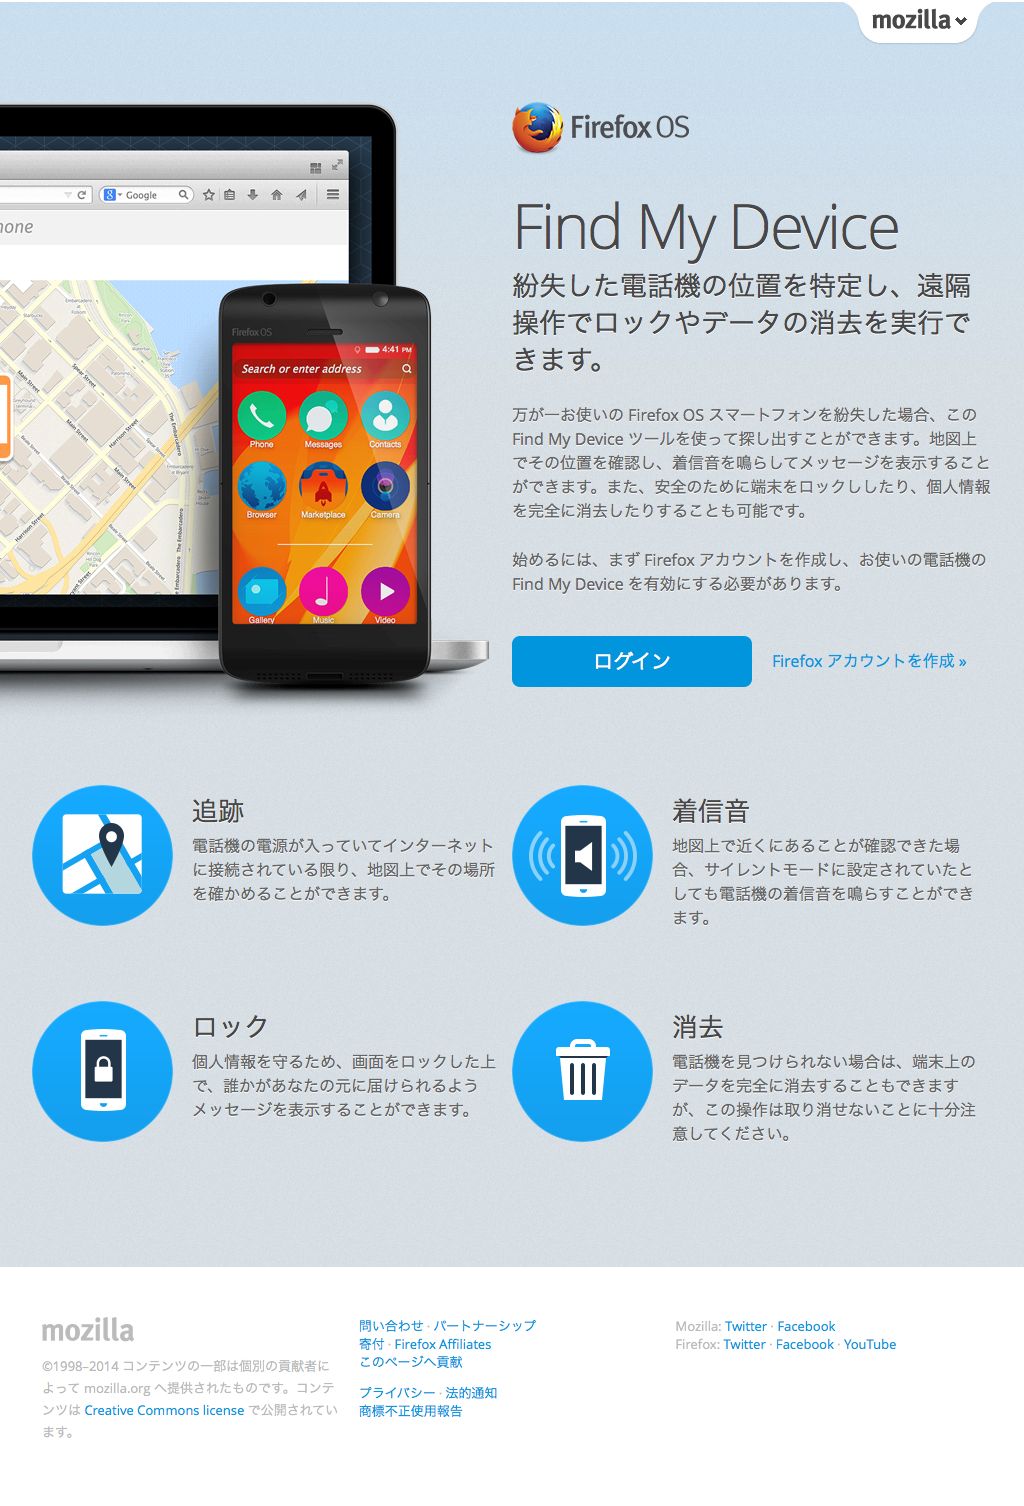 mozilla
Firefox OS
Google
hone
Find My Device
紛失した電話機の位置を特定し、遠隔
操作でロックやデータの消去を実行で
きます。
Firefox OS
4:41 PM
Search or enter address
Phone
Messages
Contacts
Browser
Marketplace
Camera
Gallery
Music
Video
Main Street
Spear Street
Main Street
Harrison Street
Beale Street
Harrison Street
The Embarcadero
The Embarcadero
Embarcadero at Folsom
Starbucks
Embarcadero at Bryant
Rincon Hill Dog Park
万が一お使いの Firefox OS スマートフォンを紛失した場合、この
Find My Device ツールを使って探し出すことができます。地図上
でその位置を確認し、着信音を鳴らしてメッセージを表示すること
ができます。また、安全のために端末をロックししたり、個人情報
を完全に消去したりすることも可能です。
始めるには、まず Firefox アカウントを作成し、お使いの電話機の
Find My Device を有効にする必要があります。
ログイン
Firefox アカウントを作成 »
追跡
電話機の電源が入っていてインターネット
に接続されている限り、地図上でその場所
を確かめることができます。
着信音
地図上で近くにあることが確認できた場
合、サイレントモードに設定されていたと
しても電話機の着信音を鳴らすことができ
ます。
ロック
個人情報を守るため、画面をロックした上
で、誰かがあなたの元に届けられるよう
メッセージを表示することができます。
消去
電話機を見つけられない場合は、端末上の
データを完全に消去することもできます
が、この操作は取り消せないことに十分注
意してください。
mozilla
©1998–2014 コンテンツの一部は個別の貢献者に
よって mozilla.org へ提供されたものです。コンテ
ンツは Creative Commons license で公開されてい
ます。
問い合わせ · パートナーシップ
寄付 · Firefox Affiliates
このページへ貢献
プライバシー · 法的通知
商標不正使用報告
Mozilla: Twitter · Facebook
Firefox: Twitter · Facebook · YouTube